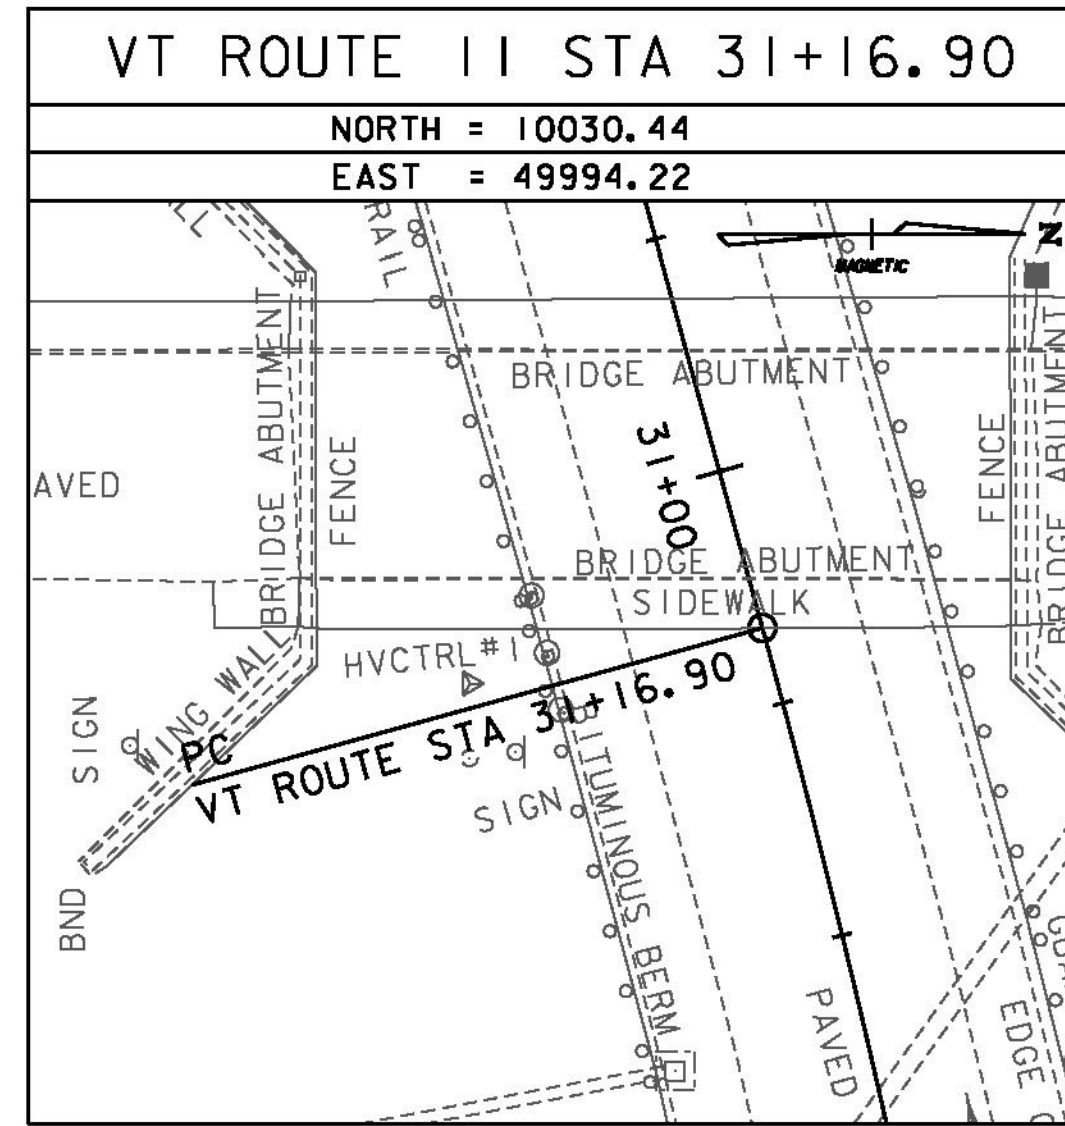 VT ROUTE 11 STA 31+16.90
NORTH = 10030.44
EAST = 49994.22
RAIL
N
MAGNETIC
BRIDGE ABUTMENT
BRIDGE ABUTMENT
BRIDGE ABUTMENT
FENCE
FENCE
AVED
31+00
BRIDGE ABUTMENT
SIDEWALK
HVCTRL#1
WING WALL
SIGN
PC
VT ROUTE STA 31+16.90
SIGN
BITUMINOUS BERM
BND
PAVED
EDGE